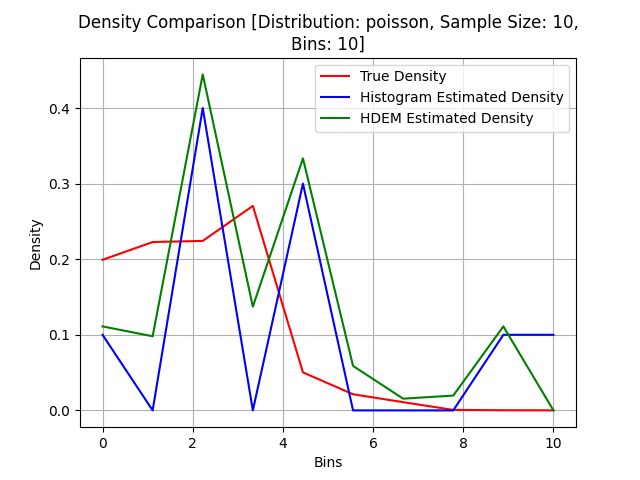 Density Comparison [Distribution: poisson, Sample Size: 10,
Bins: 10]
True Density
Histogram Estimated Density
HDEM Estimated Density
Density
0.4
0.3
0.2
0.1
0.0
0 2 4 6 8 10
Bins